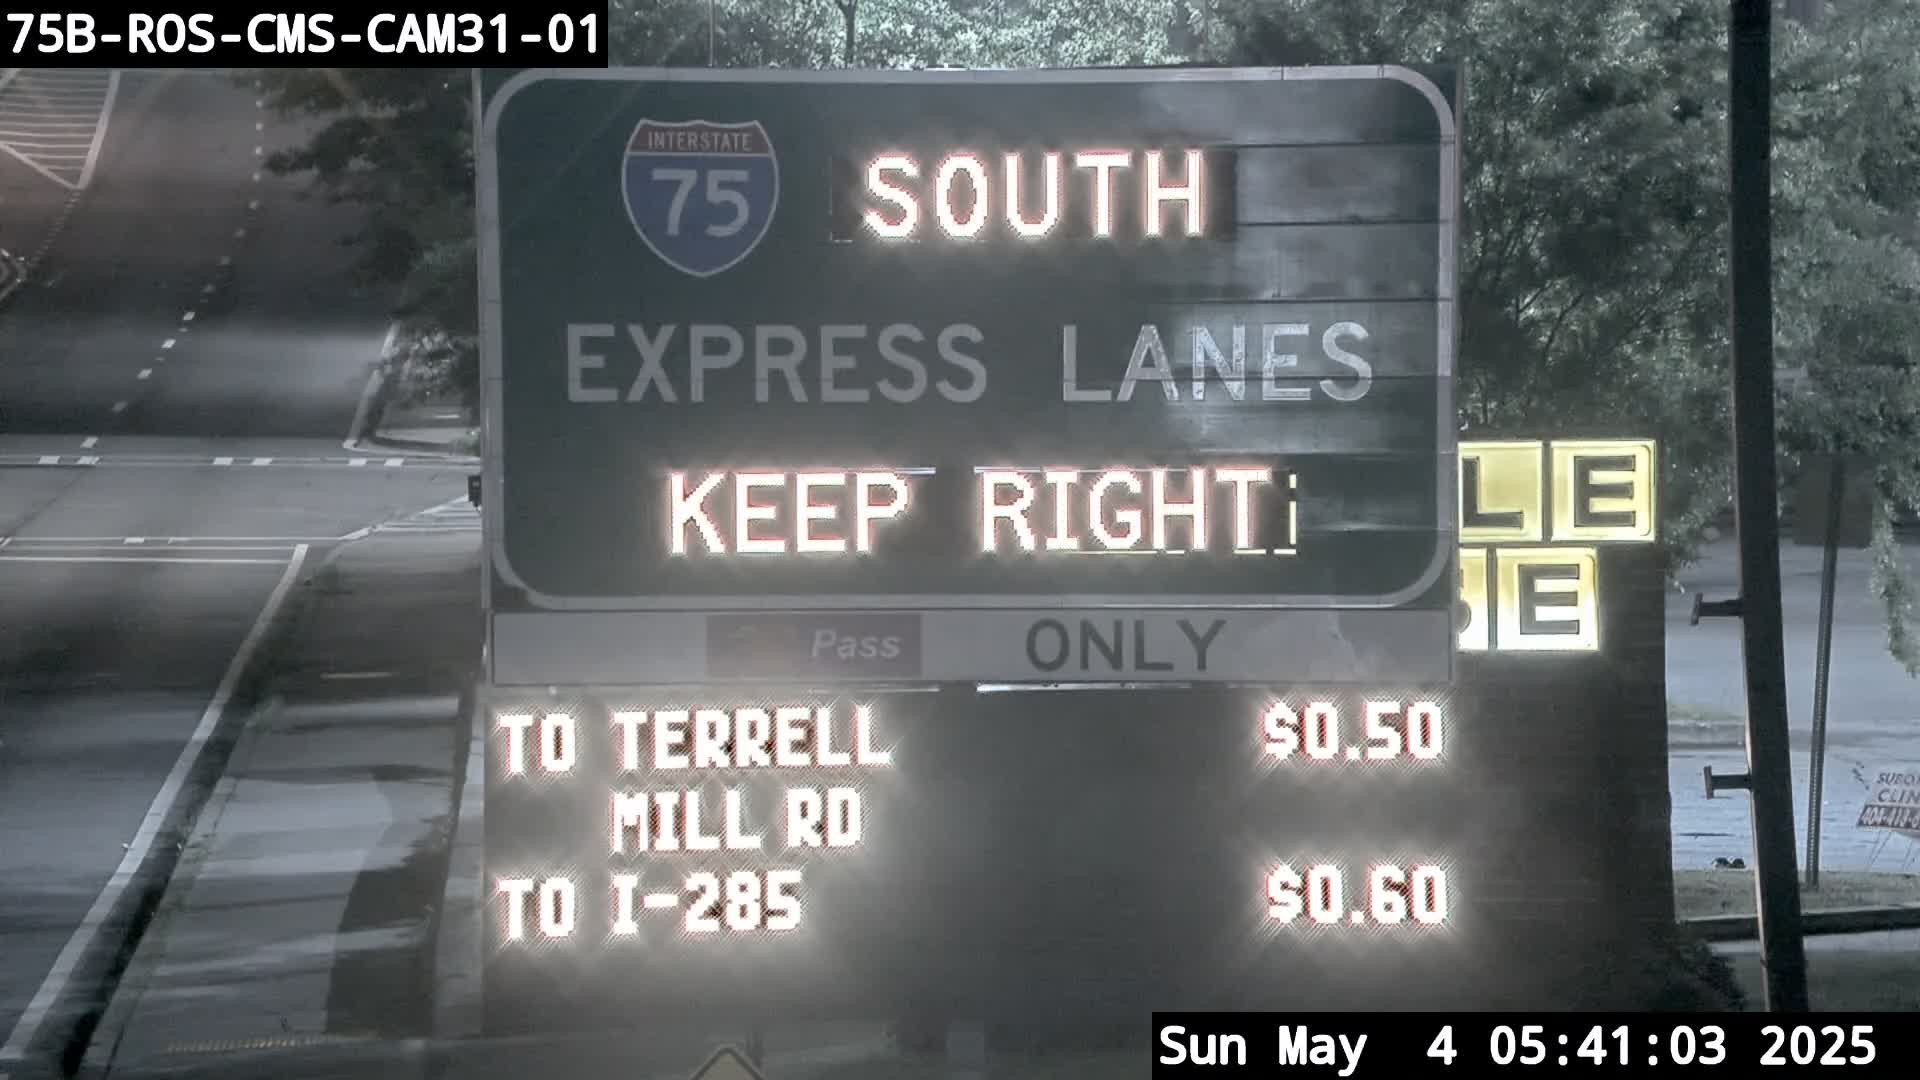 75B-ROS-CMS-CAM31-01
INTERSTATE
75
SOUTH
EXPRESS LANES
KEEP RIGHT
Pass ONLY
TO TERRELL $0.50
MILL RD
TO I-285 $0.60
LE
E
Sun May 4 05:41:03 2025